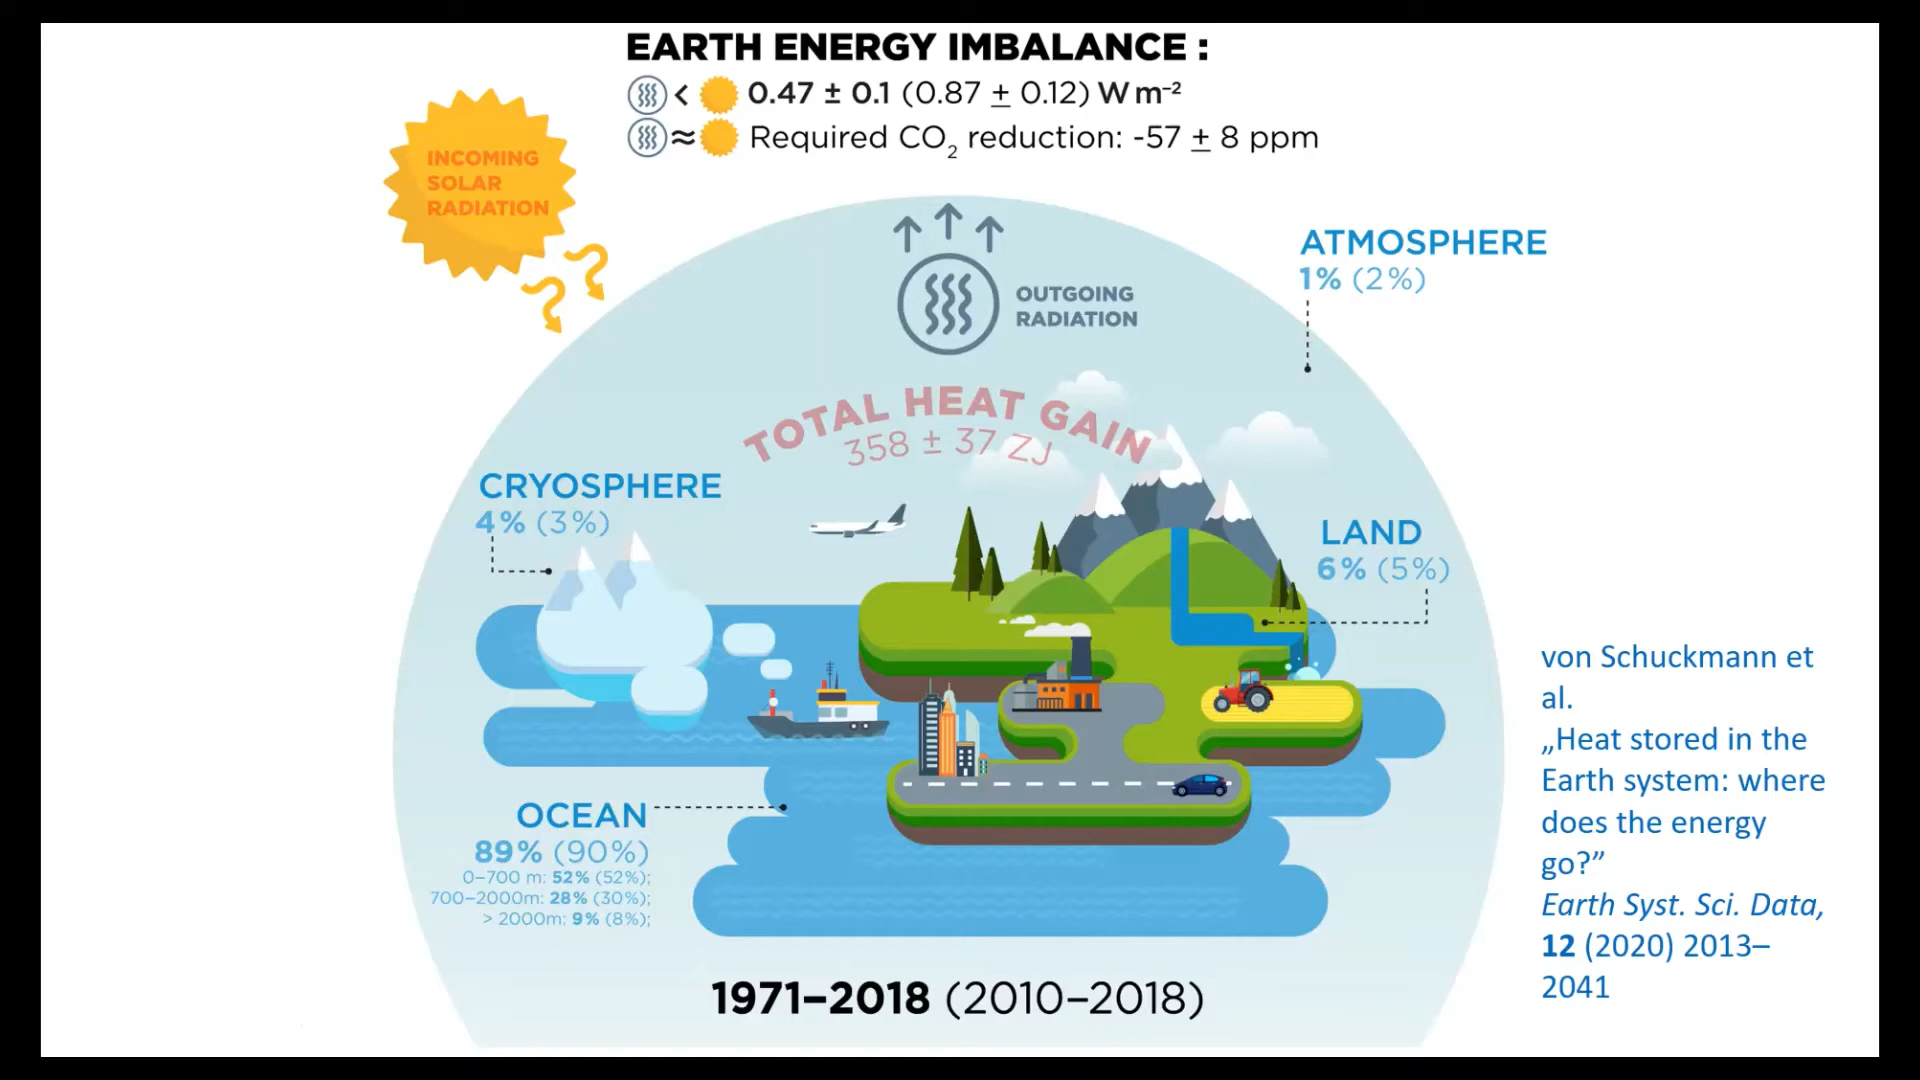 EARTH ENERGY IMBALANCE :
< 0.47 ± 0.1 (0.87 ± 0.12) W m⁻²
≈ Required CO₂ reduction: -57 ± 8 ppm
INCOMING
SOLAR
RADIATION
OUTGOING
RADIATION
ATMOSPHERE
1% (2%)
TOTAL HEAT GAIN
358 ± 37 ZJ
CRYOSPHERE
4% (3%)
LAND
6% (5%)
OCEAN
89% (90%)
0–700 m: 52% (52%);
700–2000m: 28% (30%);
> 2000m: 9% (8%);
1971–2018 (2010–2018)
von Schuckmann et
al.
„Heat stored in the
Earth system: where
does the energy
go?”
Earth Syst. Sci. Data,
12 (2020) 2013–
2041